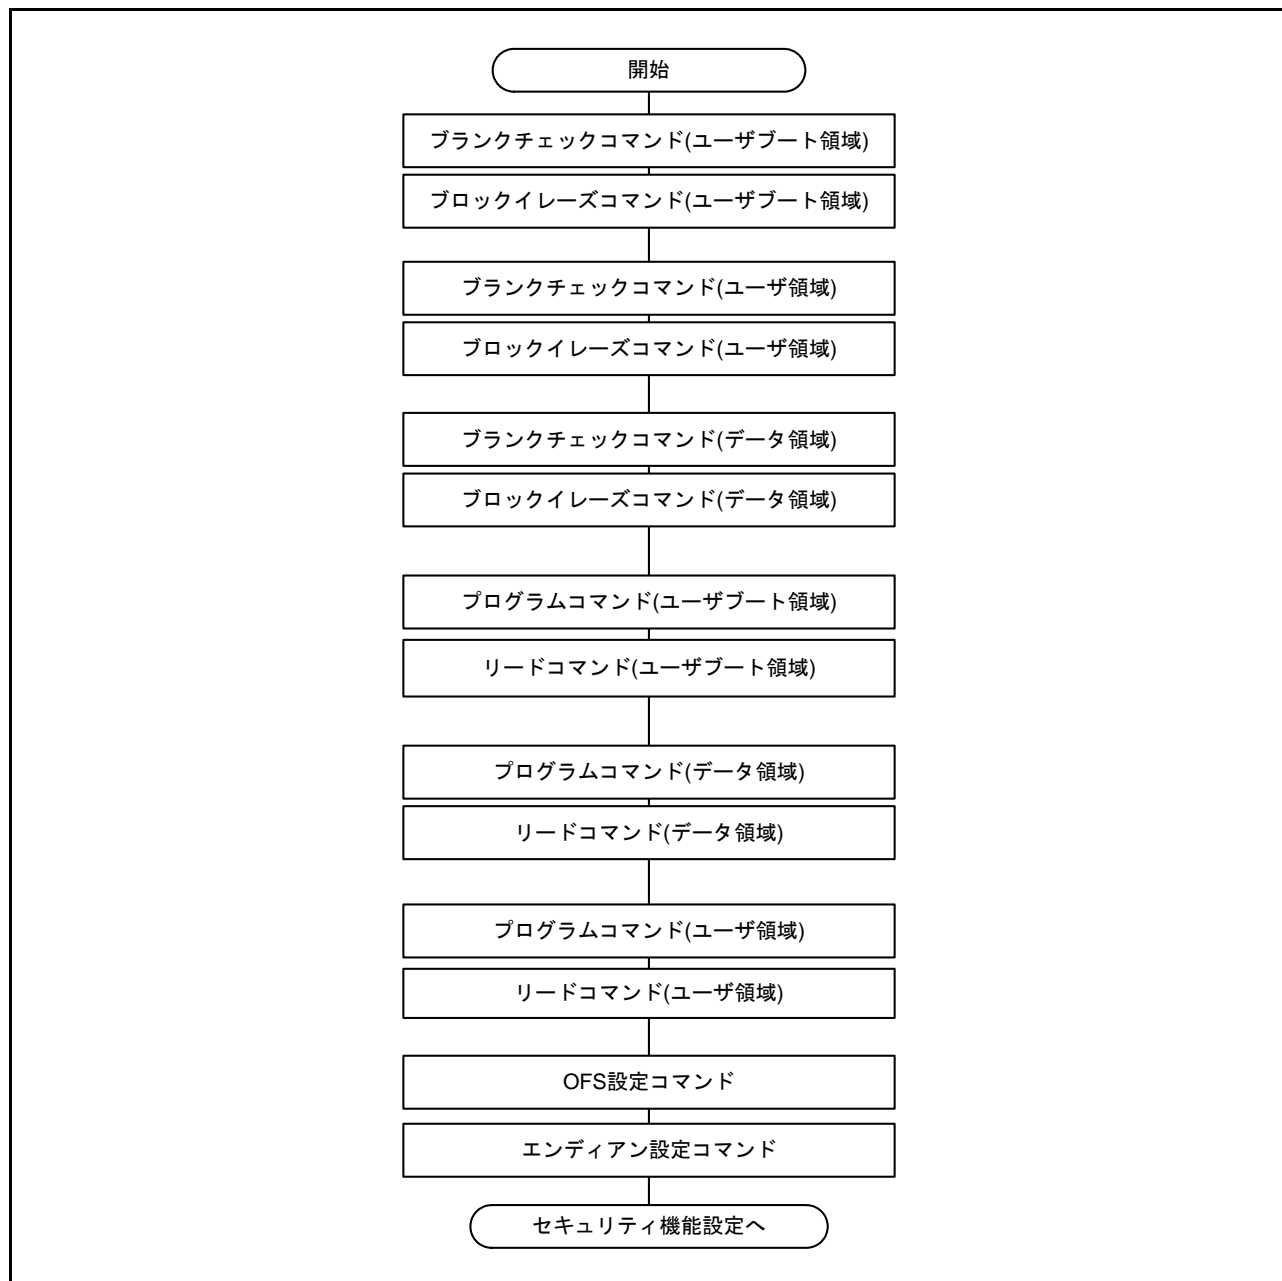 開始
ブランクチェックコマンド(ユーザブート領域)
ブロックイレーズコマンド(ユーザブート領域)
ブランクチェックコマンド(ユーザ領域)
ブロックイレーズコマンド(ユーザ領域)
ブランクチェックコマンド(データ領域)
ブロックイレーズコマンド(データ領域)
プログラムコマンド(ユーザブート領域)
リードコマンド(ユーザブート領域)
プログラムコマンド(データ領域)
リードコマンド(データ領域)
プログラムコマンド(ユーザ領域)
リードコマンド(ユーザ領域)
OFS設定コマンド
エンディアン設定コマンド
セキュリティ機能設定へ